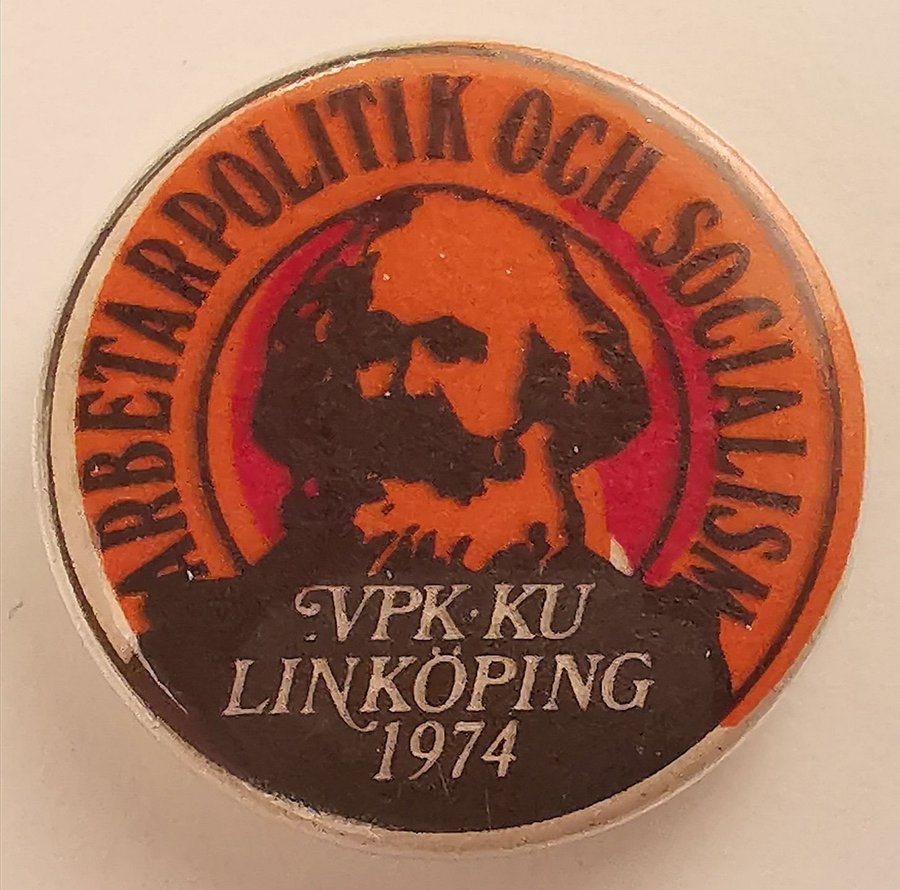 ARBETARPOLITIK OCH SOCIALISM
VPK·KU
LINKÖPING
1974